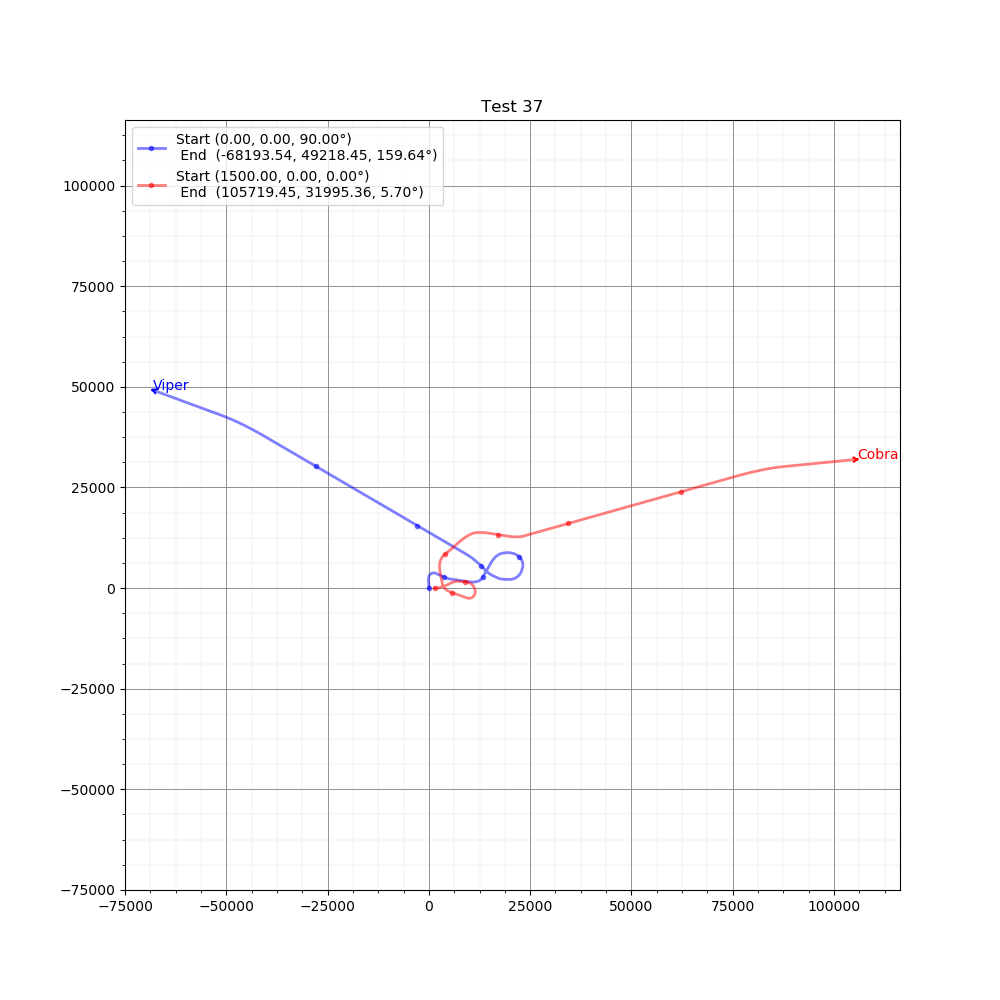 Test 37
Start (0.00, 0.00, 90.00°)
End  (-68193.54, 49218.45, 159.64°)
Start (1500.00, 0.00, 0.00°)
End  (105719.45, 31995.36, 5.70°)
100000
75000
50000
25000
0
−25000
−50000
−75000
Viper
Cobra
−75000 −50000 −25000 0 25000 50000 75000 100000